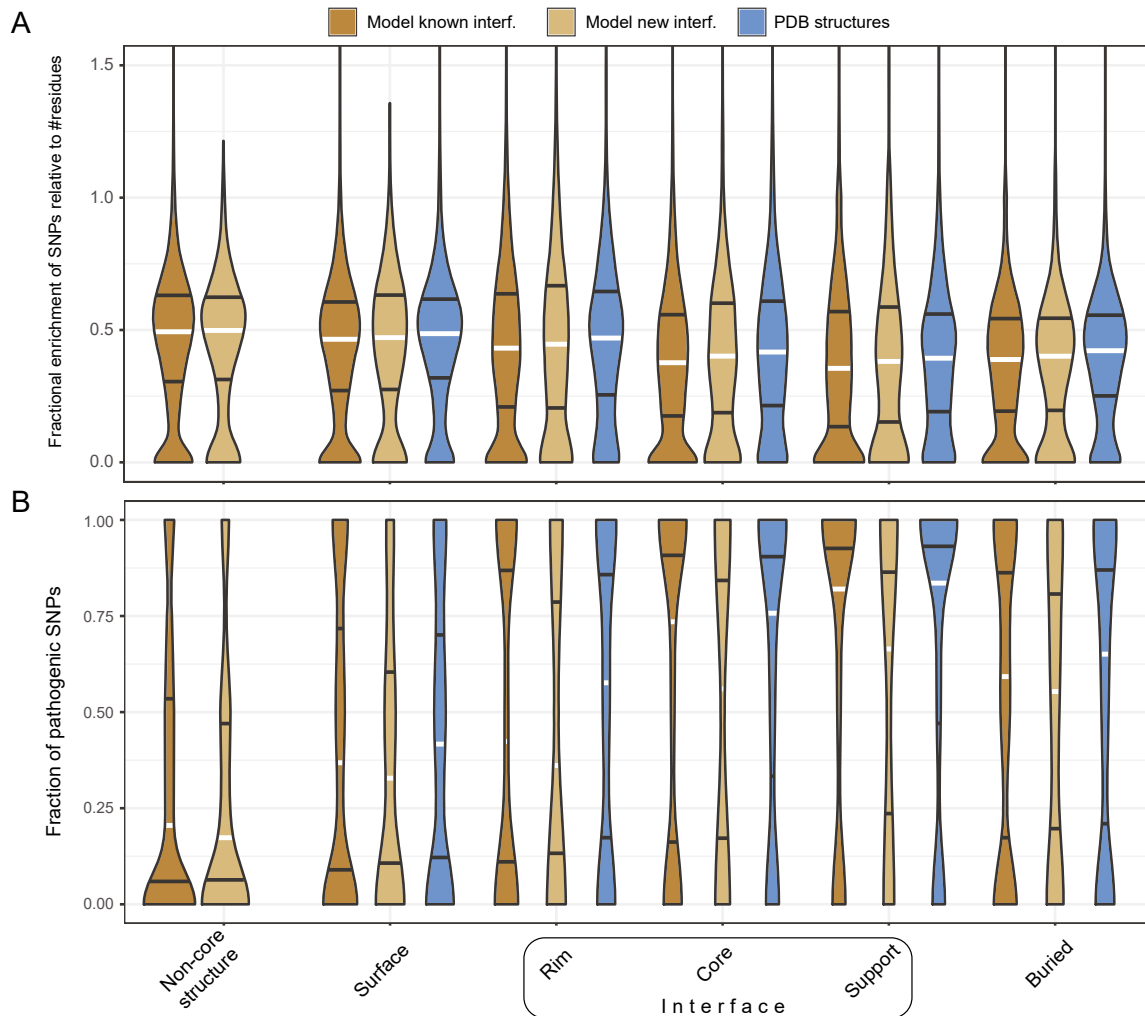 A
Model known interf.
Model new interf.
PDB structures
Fractional enrichment of SNPs relative to #residues
1.5
1.0
0.5
0.0
B
Fraction of pathogenic SNPs
1.00
0.75
0.50
0.25
0.00
Non-core
structure
Surface
Rim
Core
Support
Buried
Interface